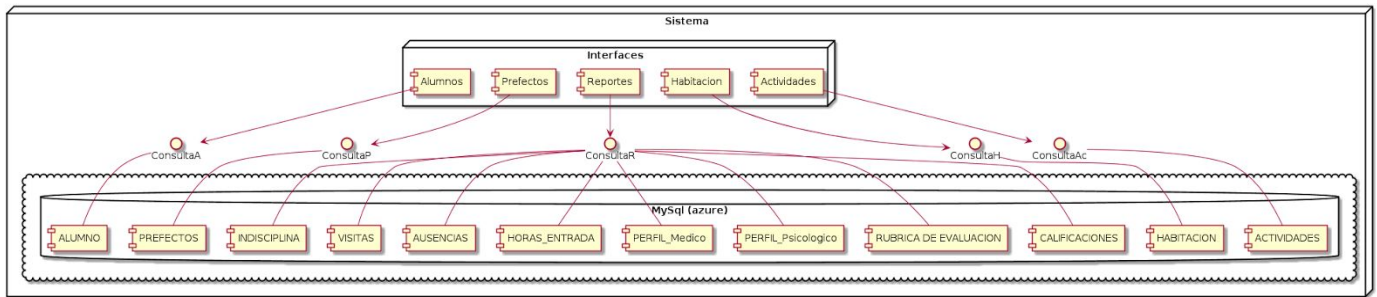 Sistema
Interfaces
Alumnos
Prefectos
Reportes
Habitacion
Actividades
ConsultaA
ConsultaP
ConsultaR
ConsultaH
ConsultaAc
MySql (azure)
ALUMNO
PREFECTOS
INDISCIPLINA
VISITAS
AUSENCIAS
HORAS_ENTRADA
PERFIL_Medico
PERFIL_Psicologico
RUBRICA DE EVALUACION
CALIFICACIONES
HABITACION
ACTIVIDADES